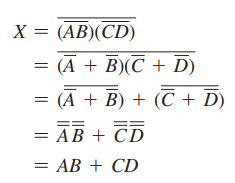 $X = \overline{(\overline{AB})(\overline{CD})}$
$= \overline{(\overline{A} + \overline{B})(\overline{C} + \overline{D})}$
$= \overline{(\overline{A} + \overline{B})} + \overline{(\overline{C} + \overline{D})}$
$= \overline{\overline{A}}\,\overline{\overline{B}} + \overline{\overline{C}}\,\overline{\overline{D}}$
$= AB + CD$